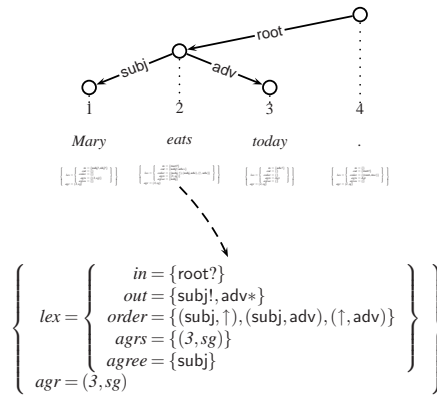 root
subj adv
1 2 3 4
Mary eats today .
in = {root?}
out = {subj!, adv∗}
lex = order = {(subj, ↑), (subj, adv), (↑, adv)}
agrs = {(3, sg)}
agree = {subj}
agr = (3, sg)